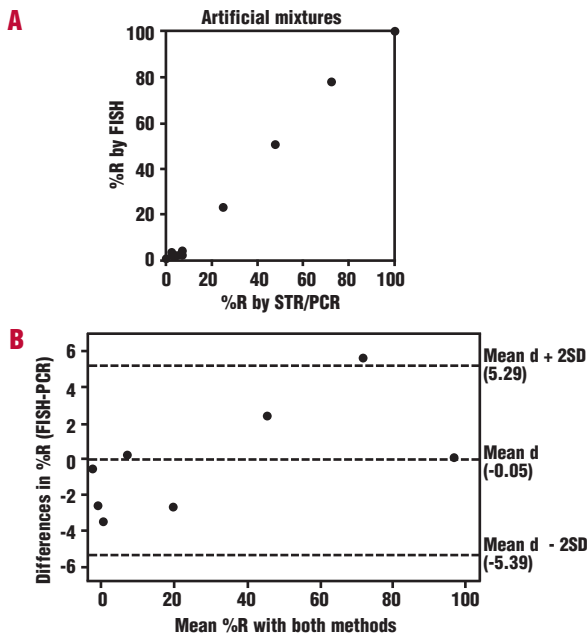 A
Artificial mixtures
%R by FISH
100
80
60
40
20
0
0 20 40 60 80 100
%R by STR/PCR
B
Differences in %R (FISH-PCR)
6
4
2
0
-2
-4
-6
Mean d + 2SD
(5.29)
Mean d
(-0.05)
Mean d - 2SD
(-5.39)
0 20 40 60 80 100
Mean %R with both methods